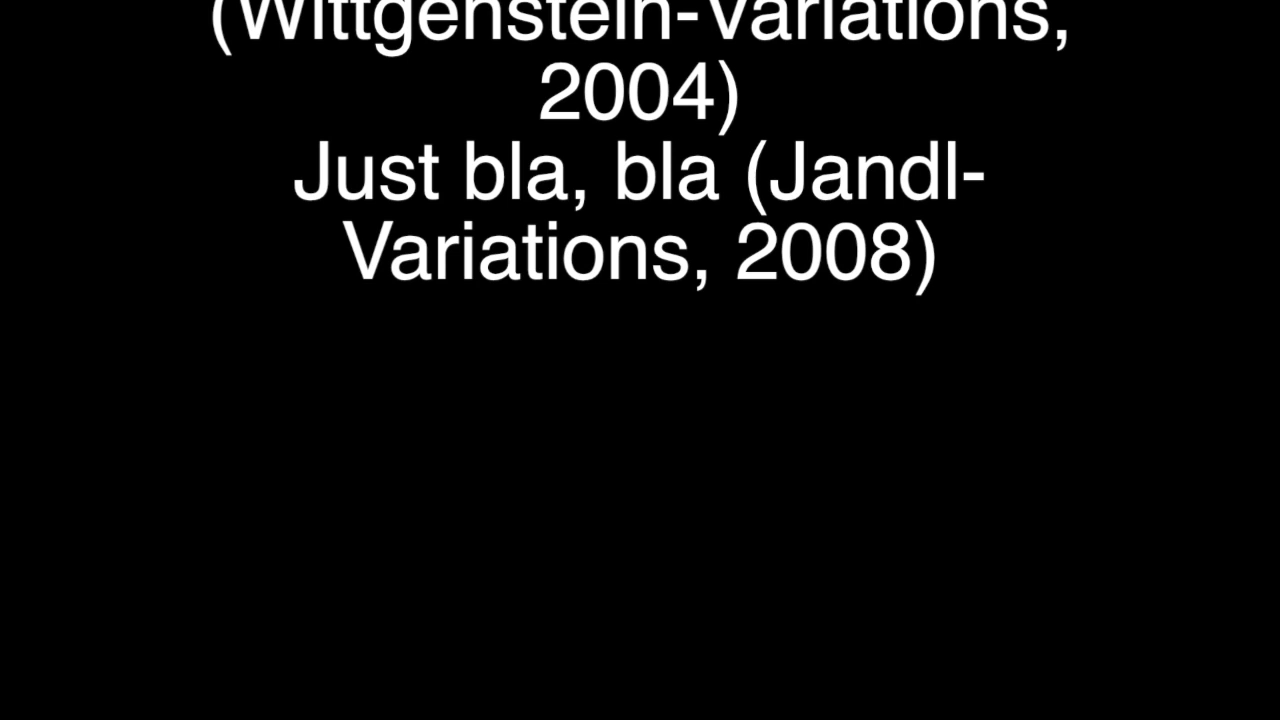 (Wittgenstein-Variations,
2004)
Just bla, bla (Jandl-
Variations, 2008)